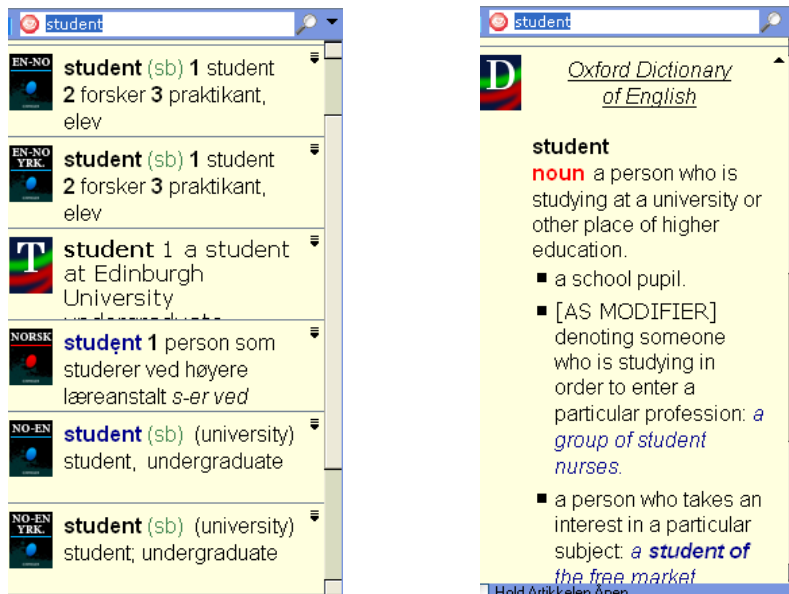 student
EN-NO
student (sb) 1 student
2 forsker 3 praktikant,
elev
EN-NO
YRK.
student (sb) 1 student
2 forsker 3 praktikant,
elev
T
student 1 a student
at Edinburgh
University
undergraduate
NORSK
studẹnt 1 person som
studerer ved høyere
læreanstalt s-er ved
NO-EN
student (sb) (university)
student, undergraduate
NO-EN
YRK.
student (sb) (university)
student; undergraduate
student
D
Oxford Dictionary
of English
student
noun a person who is
studying at a university or
other place of higher
education.
■ a school pupil.
■ [AS MODIFIER]
denoting someone
who is studying in
order to enter a
particular profession: a
group of student
nurses.
■ a person who takes an
interest in a particular
subject: a student of
the free market
Hold Artikkelen Åpen